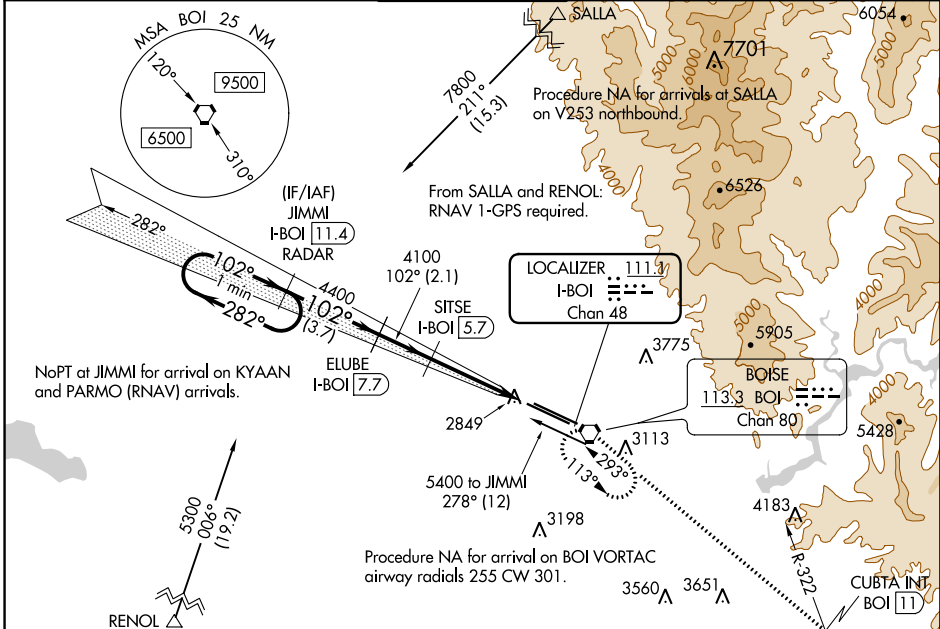 MSA BOI 25 NM
120°
9500
6500
310°
SALLA
7800
211°
(15.3)
6054
5000
6000
5000
7701
Procedure NA for arrivals at SALLA
on V253 northbound.
4000
6526
From SALLA and RENOL:
RNAV 1-GPS required.
(IF/IAF)
JIMMI
I-BOI 11.4
RADAR
282°
102°
1 min
282°
4400
102°
(3.7)
4100
102° (2.1)
SITSE
I-BOI 5.7
ELUBE
I-BOI 7.7
LOCALIZER 111.1
I-BOI
Chan 48
3775
5000
5905
4000
4000
BOISE
113.3 BOI
Chan 80
5428
NoPT at JIMMI for arrival on KYAAN
and PARMO (RNAV) arrivals.
2849
3113
293°
113°
5400 to JIMMI
278° (12)
3198
4183
R-322
5300
006°
(19.2)
RENOL
Procedure NA for arrival on BOI VORTAC
airway radials 255 CW 301.
3560
3651
CUBTA INT
BOI 11